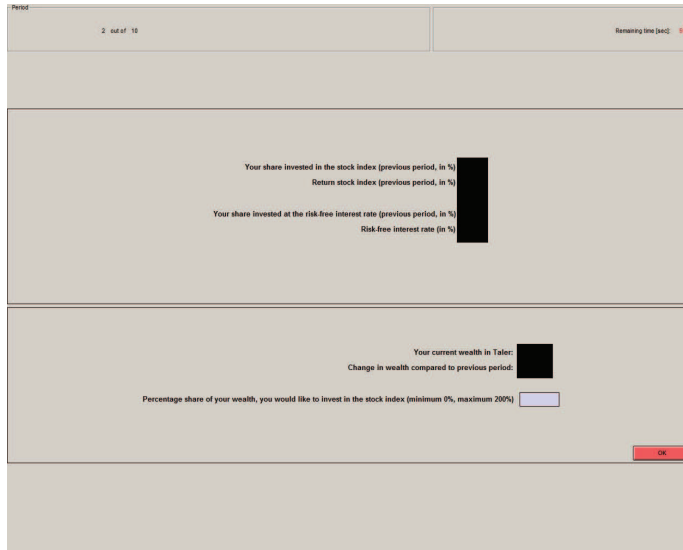 Period
2 out of 16
Remaining time [sec]:
Your share invested in the stock index (previous period, in %)
Return stock index (previous period, in %)
Your share invested at the risk-free interest rate (previous period, in %)
Risk-free interest rate (in %)
Your current wealth in Taler:
Change in wealth compared to previous period:
Percentage share of your wealth, you would like to invest in the stock index (minimum 0%, maximum 200%)
OK